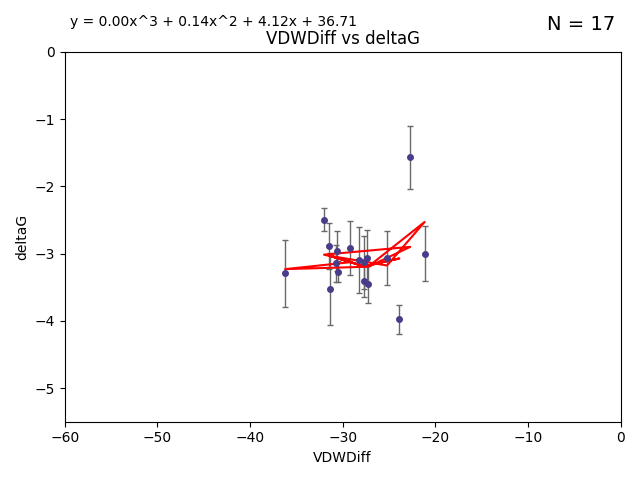 y = 0.00x^3 + 0.14x^2 + 4.12x + 36.71
N = 17
VDWDiff vs deltaG
0
−1
−2
−3
−4
−5
deltaG
−60 −50 −40 −30 −20 −10 0
VDWDiff